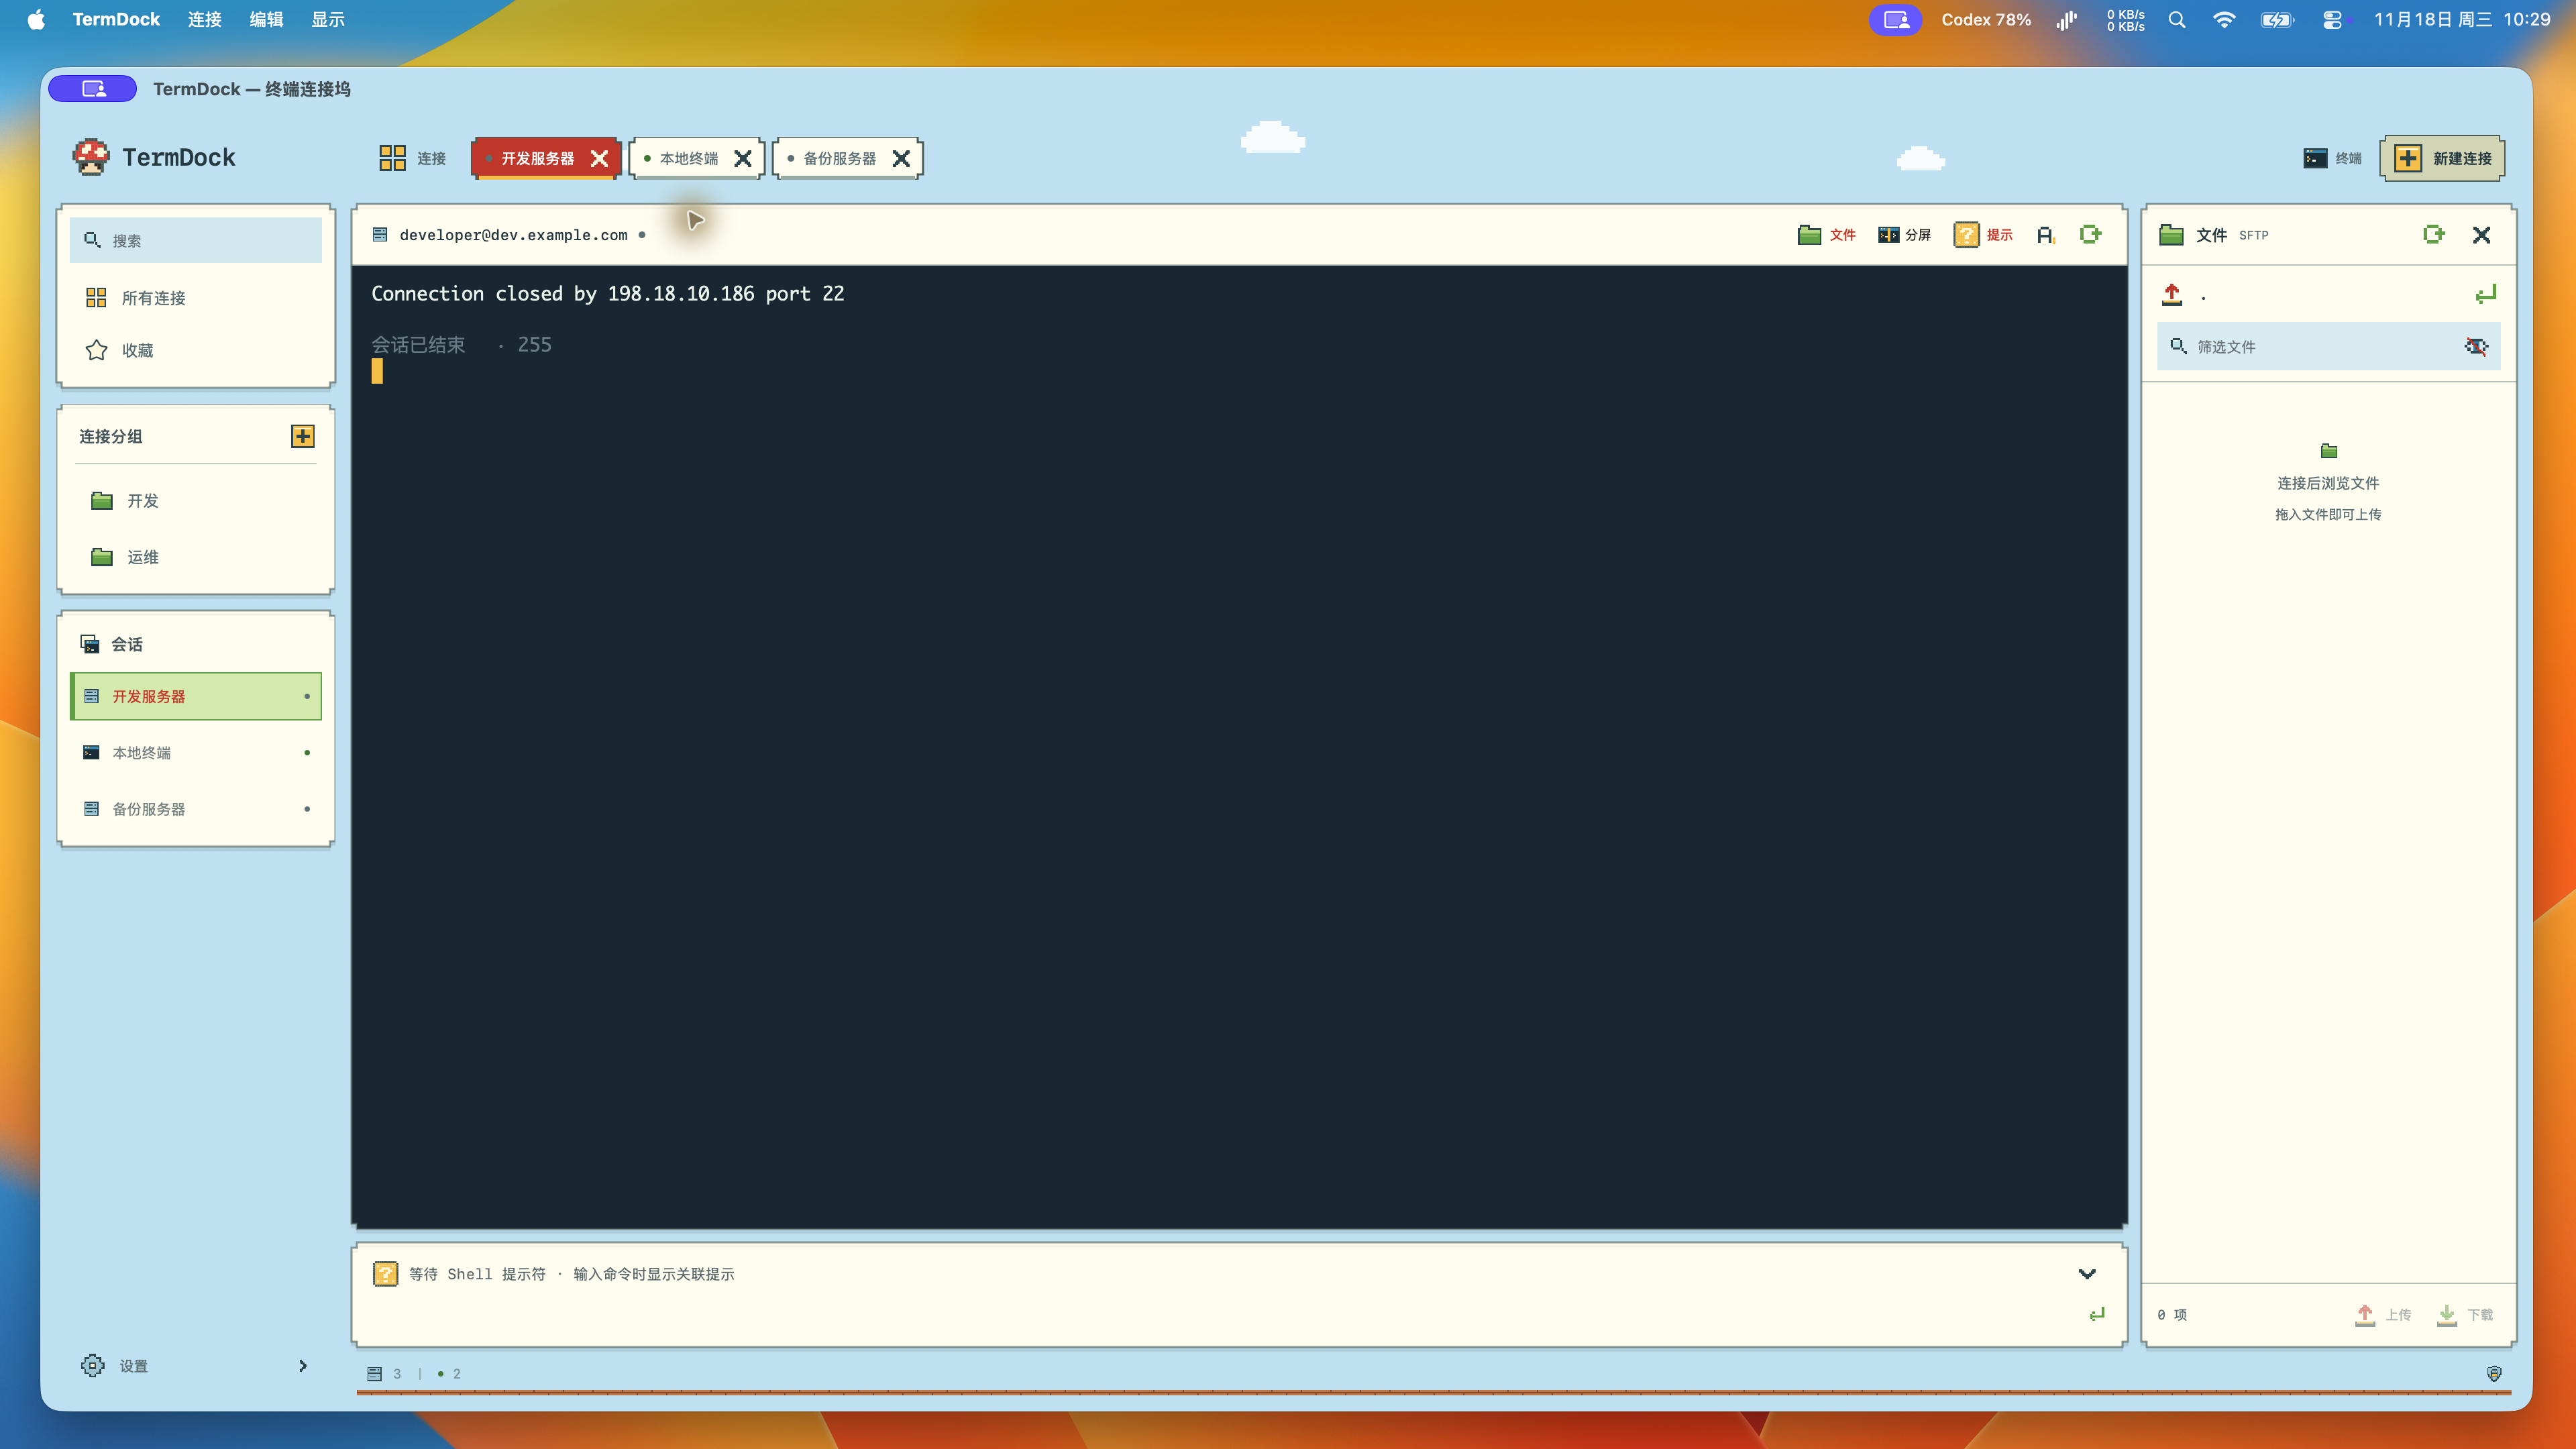 TermDock 连接 编辑 显示
Codex 78% 0 KB/s 0 KB/s 11月18日 周三 10:29
TermDock — 终端连接坞
TermDock
连接 开发服务器 本地终端 备份服务器 终端 新建连接
搜索
所有连接
收藏
连接分组
开发
运维
会话
开发服务器
本地终端
备份服务器
设置
developer@dev.example.com 文件 分屏 提示 A
Connection closed by 198.18.10.186 port 22
会话已结束 · 255
等待 Shell 提示符 · 输入命令时显示关联提示
3 | 2
文件 SFTP
.
筛选文件
连接后浏览文件
拖入文件即可上传
0 项 上传 下载